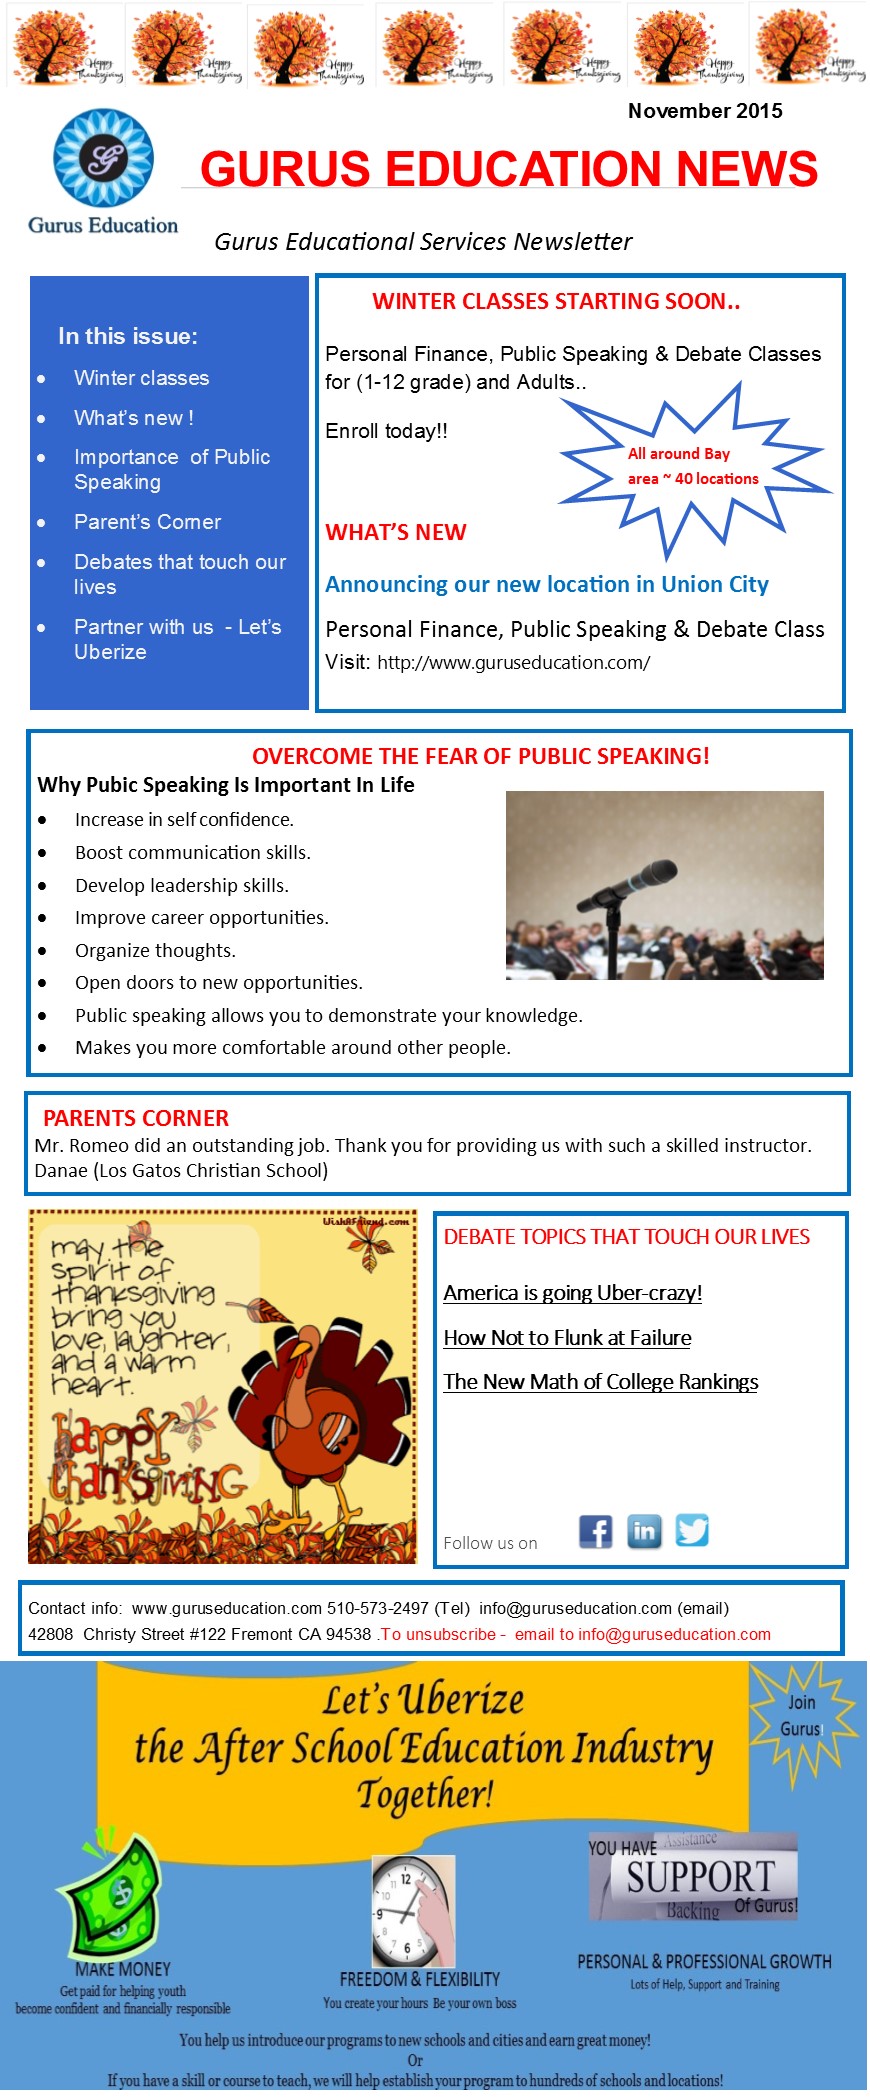 Happy Thanksgiving
Happy Thanksgiving
Happy Thanksgiving
Happy Thanksgiving
Happy Thanksgiving
Happy Thanksgiving
Happy Thanksgiving
November 2015
GURUS EDUCATION NEWS
Gurus Education
Gurus Educational Services Newsletter
In this issue:
• Winter classes
• What's new !
• Importance of Public
Speaking
• Parent's Corner
• Debates that touch our
lives
• Partner with us - Let's
Uberize
WINTER CLASSES STARTING SOON..
Personal Finance, Public Speaking & Debate Classes
for (1-12 grade) and Adults..
Enroll today!!
All around Bay
area ~ 40 locations
WHAT'S NEW
Announcing our new location in Union City
Personal Finance, Public Speaking & Debate Class
Visit: http://www.guruseducation.com/
OVERCOME THE FEAR OF PUBLIC SPEAKING!
Why Pubic Speaking Is Important In Life
• Increase in self confidence.
• Boost communication skills.
• Develop leadership skills.
• Improve career opportunities.
• Organize thoughts.
• Open doors to new opportunities.
• Public speaking allows you to demonstrate your knowledge.
• Makes you more comfortable around other people.
PARENTS CORNER
Mr. Romeo did an outstanding job. Thank you for providing us with such a skilled instructor.
Danae (Los Gatos Christian School)
WishAFriend.com
may the
spirit of
thanksgiving
bring you
love, laughter,
and a warm
heart.
happy
thanksgiving
DEBATE TOPICS THAT TOUCH OUR LIVES
America is going Uber-crazy!
How Not to Flunk at Failure
The New Math of College Rankings
Follow us on
Contact info: www.guruseducation.com 510-573-2497 (Tel) info@guruseducation.com (email)
42808 Christy Street #122 Fremont CA 94538 .To unsubscribe - email to info@guruseducation.com
Let's Uberize
the After School Education Industry
Together!
Join
Gurus!
MAKE MONEY
Get paid for helping youth
become confident and financially responsible
12
11
1
10
9
6
FREEDOM & FLEXIBILITY
You create your hours Be your own boss
Assistance
YOU HAVE
SUPPORT
Backing Of Gurus!
PERSONAL & PROFESSIONAL GROWTH
Lots of Help, Support and Training
You help us introduce our programs to new schools and cities and earn great money!
Or
If you have a skill or course to teach, we will help establish your program to hundreds of schools and locations!